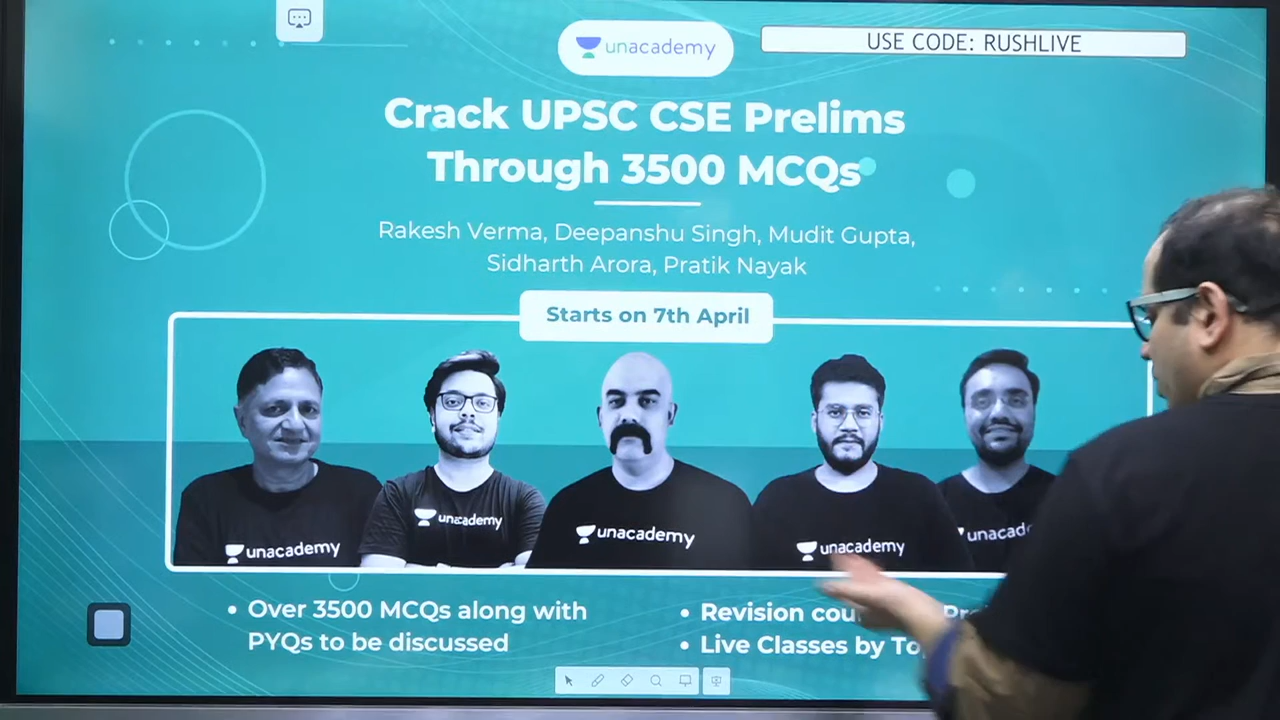 unacademy
USE CODE: RUSHLIVE
Crack UPSC CSE Prelims
Through 3500 MCQs
Rakesh Verma, Deepanshu Singh, Mudit Gupta,
Sidharth Arora, Pratik Nayak
Starts on 7th April
unacademy
unacademy
unacademy
unacademy
• Over 3500 MCQs along with
PYQs to be discussed
• Revision
• Live Classes by